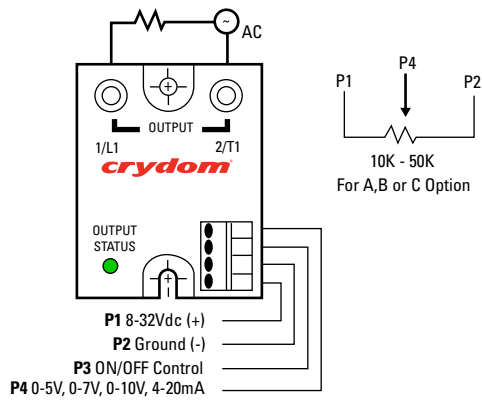 ~ AC
P4
P1 P2
OUTPUT
1/L1 2/T1
crydom
10K - 50K
For A,B or C Option
OUTPUT
STATUS
P1 8-32Vdc (+)
P2 Ground (-)
P3 ON/OFF Control
P4 0-5V, 0-7V, 0-10V, 4-20mA